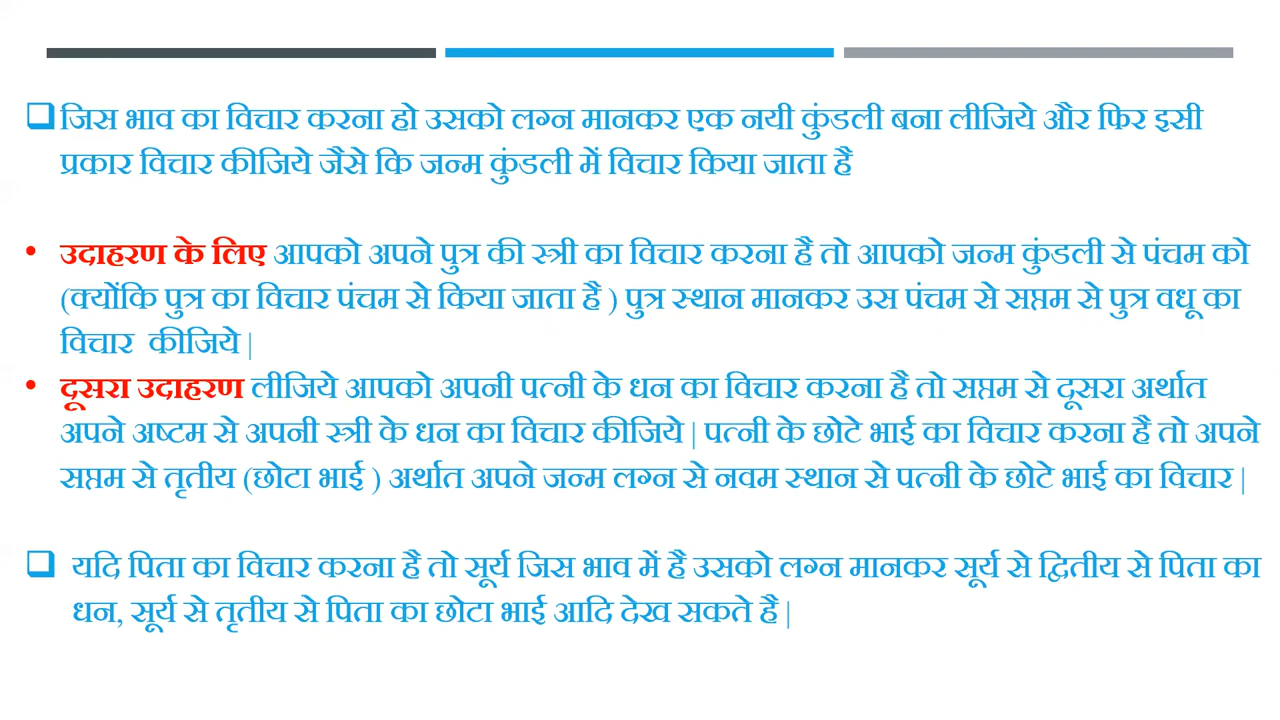 जिस भाव का विचार करना हो उसको लग्न मानकर एक नयी कुंडली बना लीजिये और फिर इसी
प्रकार विचार कीजिये जैसे कि जन्म कुंडली में विचार किया जाता है
• उदाहरण के लिए आपको अपने पुत्र की स्त्री का विचार करना है तो आपको जन्म कुंडली से पंचम को
(क्योंकि पुत्र का विचार पंचम से किया जाता है ) पुत्र स्थान मानकर उस पंचम से सप्तम से पुत्र वधू का
विचार कीजिये |
• दूसरा उदाहरण लीजिये आपको अपनी पत्नी के धन का विचार करना है तो सप्तम से दूसरा अर्थात
अपने अष्टम से अपनी स्त्री के धन का विचार कीजिये | पत्नी के छोटे भाई का विचार करना है तो अपने
सप्तम से तृतीय (छोटा भाई ) अर्थात अपने जन्म लग्न से नवम स्थान से पत्नी के छोटे भाई का विचार |
यदि पिता का विचार करना है तो सूर्य जिस भाव में है उसको लग्न मानकर सूर्य से द्वितीय से पिता का
धन, सूर्य से तृतीय से पिता का छोटा भाई आदि देख सकते है |